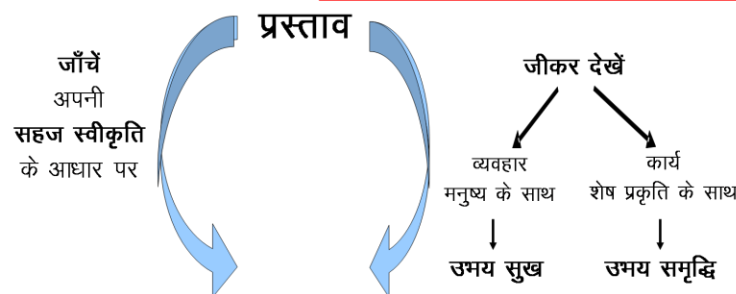 प्रस्ताव
जाँचें
अपनी
सहज स्वीकृति
के आधार पर
जीकर देखें
व्यवहार
मनुष्य के साथ
उभय सुख
कार्य
शेष प्रकृति के साथ
उभय समृद्धि